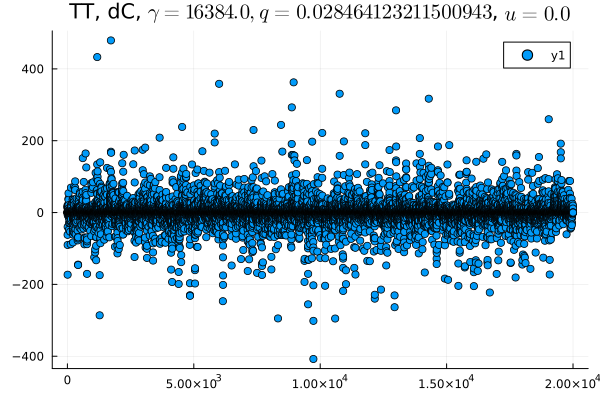 TT, dC, γ = 16384.0, q = 0.028464123211500943, u = 0.0
y1
400
200
0
−200
−400
0 5.00×10³ 1.00×10⁴ 1.50×10⁴ 2.00×10⁴